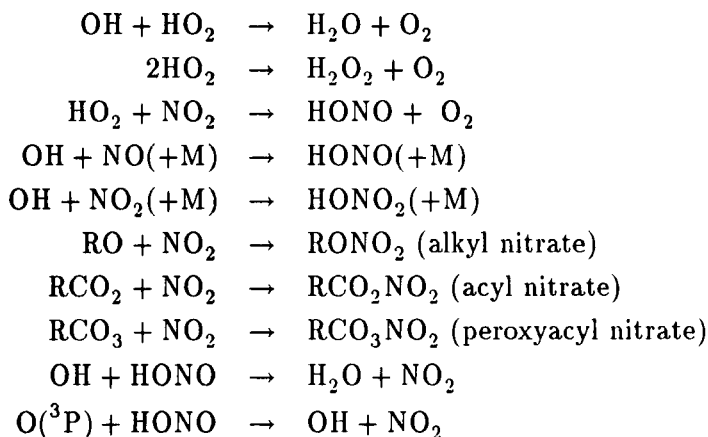 OH + HO₂ → H₂O + O₂
2HO₂ → H₂O₂ + O₂
HO₂ + NO₂ → HONO + O₂
OH + NO(+M) → HONO(+M)
OH + NO₂(+M) → HONO₂(+M)
RO + NO₂ → RONO₂ (alkyl nitrate)
RCO₂ + NO₂ → RCO₂NO₂ (acyl nitrate)
RCO₃ + NO₂ → RCO₃NO₂ (peroxyacyl nitrate)
OH + HONO → H₂O + NO₂
O(³P) + HONO → OH + NO₂